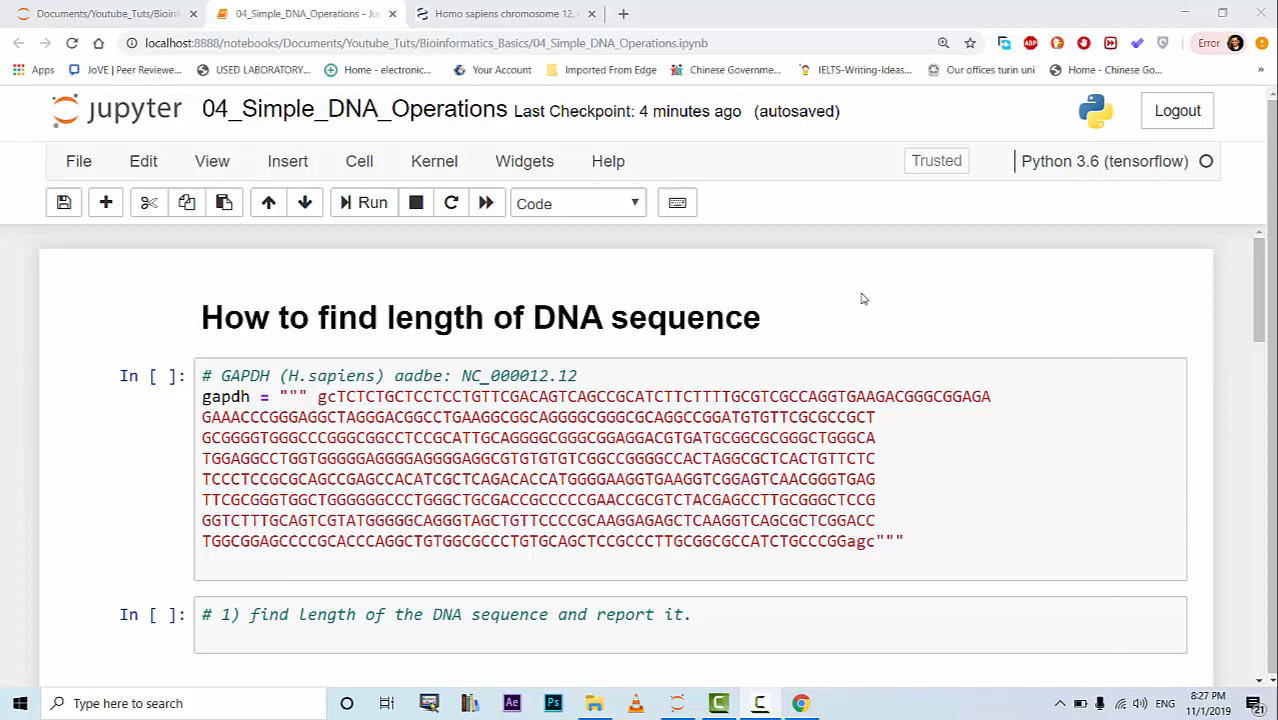 Documents/Youtube_Tuts/Bioinf
04_Simple_DNA_Operations - Ju
Homo sapiens chromosome 12,
localhost:8888/notebooks/Documents/Youtube_Tuts/Bioinformatics_Basics/04_Simple_DNA_Operations.ipynb
ABP
Error
Apps
JoVE | Peer Reviewe...
USED LABORATORY...
Home - electronic...
Your Account
Imported From Edge
Chinese Governme...
IELTS-Writing-Ideas...
Our offices turin uni
Home - Chinese Go...
»
jupyter 04_Simple_DNA_Operations Last Checkpoint: 4 minutes ago (autosaved)
Logout
File Edit View Insert Cell Kernel Widgets Help
Trusted
Python 3.6 (tensorflow)
Run
Code
How to find length of DNA sequence
In [ ]: # GAPDH (H.sapiens) aadbe: NC_000012.12
gapdh = """ gcTCTCTGCTCCTCCTGTTCGACAGTCAGCCGCATCTTCTTTTGCGTCGCCAGGTGAAGACGGGCGGAGA
GAAACCCGGGAGGCTAGGGACGGCCTGAAGGCGGCAGGGGCGGGCGCAGGCCGGATGTGTTCGCGCCGCT
GCGGGGTGGGCCCGGGCGGCCTCCGCATTGCAGGGGCGGGCGGAGGACGTGATGCGGCGCGGGCTGGGCA
TGGAGGCCTGGTGGGGGAGGGGAGGGGAGGCGTGTGTGTCGGCCGGGGCCACTAGGCGCTCACTGTTCTC
TCCCTCCGCGCAGCCGAGCCACATCGCTCAGACACCATGGGGAAGGTGAAGGTCGGAGTCAACGGGTGAG
TTCGCGGGTGGCTGGGGGGCCCTGGGCTGCGACCGCCCCCGAACCGCGTCTACGAGCCTTGCGGGCTCCG
GGTCTTTGCAGTCGTATGGGGGCAGGGTAGCTGTTCCCCGCAAGGAGAGCTCAAGGTCAGCGCTCGGACC
TGGCGGAGCCCCGCACCCAGGCTGTGGCGCCCTGTGCAGCTCCGCCCTTGCGGCGCCATCTGCCCGGagc"""
In [ ]: # 1) find length of the DNA sequence and report it.
Type here to search
Ae
Ps
ENG
8:27 PM
11/1/2019
21